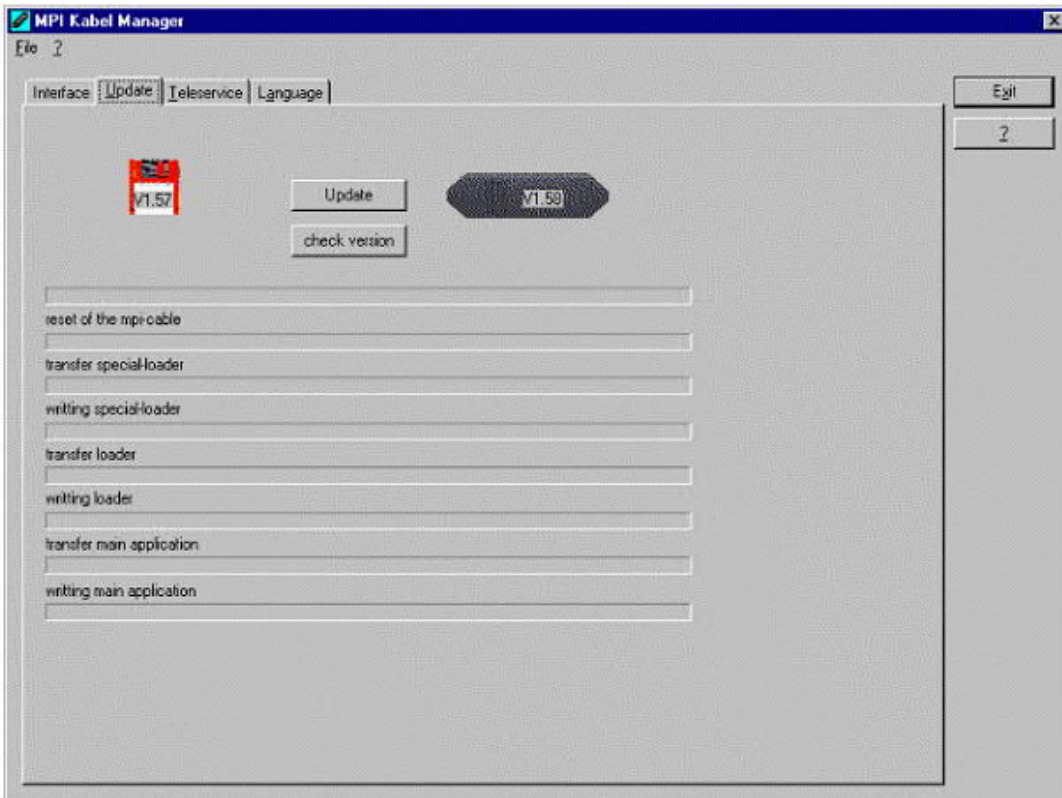 MPI Kabel Manager
File ?
Interface Update Teleservice Language
Exit
?
V1.57
Update
V1.58
check version
reset of the mpi-cable
transfer special-loader
writting special-loader
transfer loader
writting loader
transfer main application
writting main application